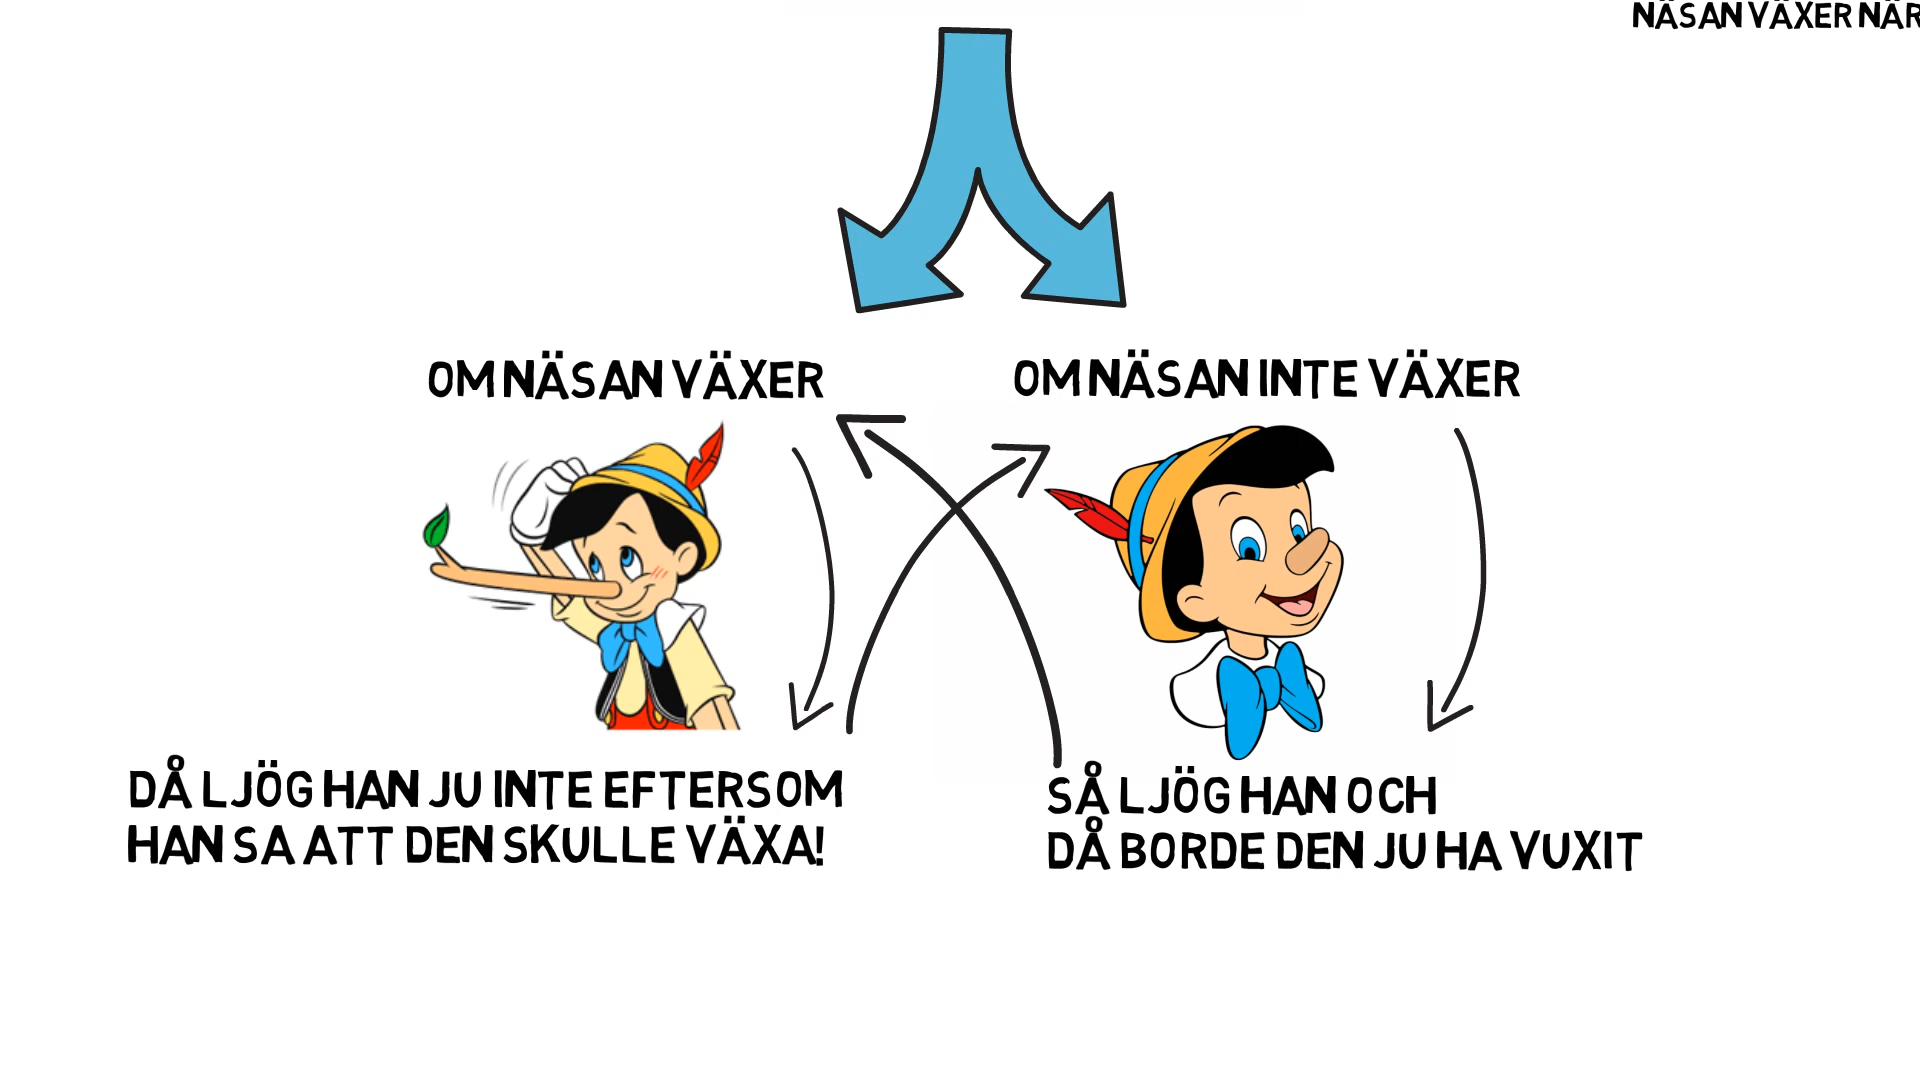 NÄSAN VÄXER NÄR
OM NÄSAN VÄXER
OM NÄSAN INTE VÄXER
DÅ LJÖG HAN JU INTE EFTERSOM
HAN SA ATT DEN SKULLE VÄXA!
SÅ LJÖG HAN OCH
DÅ BORDE DEN JU HA VUXIT